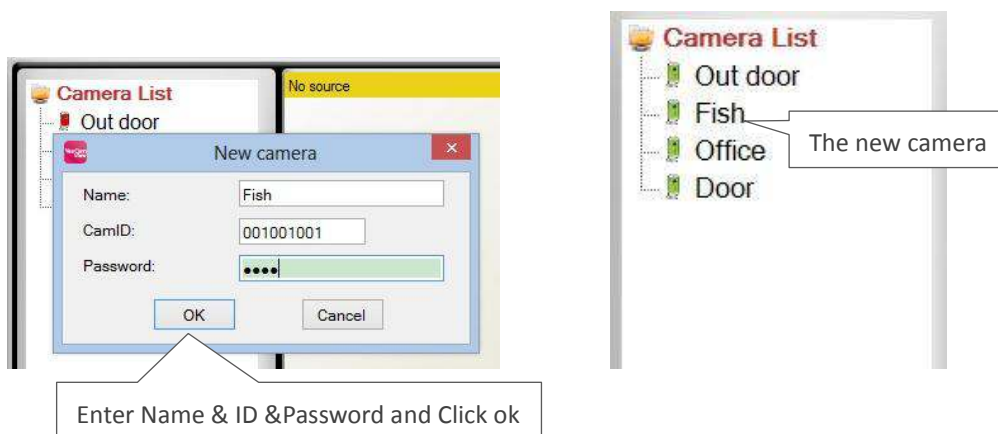 Camera List
Out door
No source
New camera
Name:
Fish
CamID:
001001001
Password:
••••
OK
Cancel
Enter Name & ID &Password and Click ok
Camera List
Out door
Fish
Office
Door
The new camera